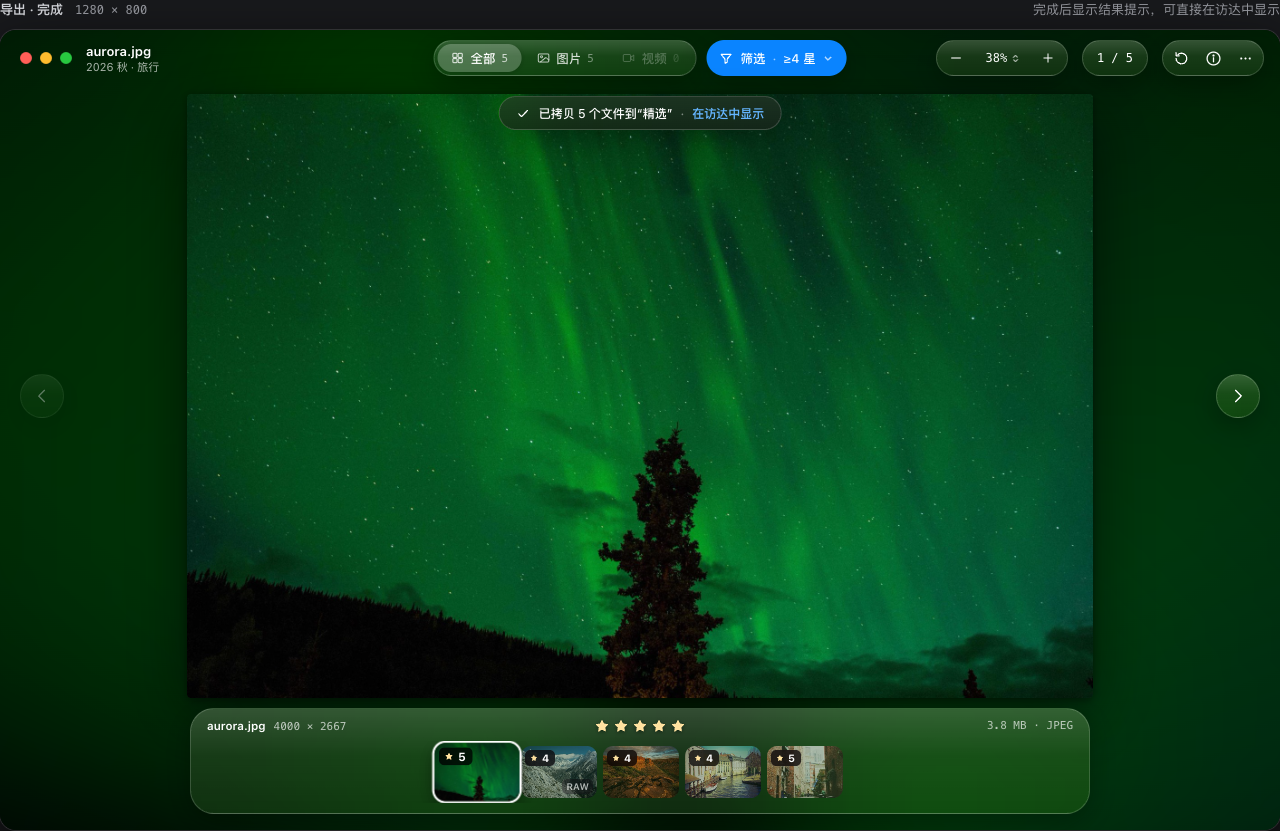 导出 · 完成 1280 × 800 完成后显示结果提示，可直接在访达中显示
aurora.jpg
2026 秋 · 旅行
全部 5 图片 5 视频 0
筛选 · ≥4 星
38%
1 / 5
已拷贝 5 个文件到“精选” · 在访达中显示
aurora.jpg 4000 × 2667 3.8 MB · JPEG
5 4 4 4 5
RAW